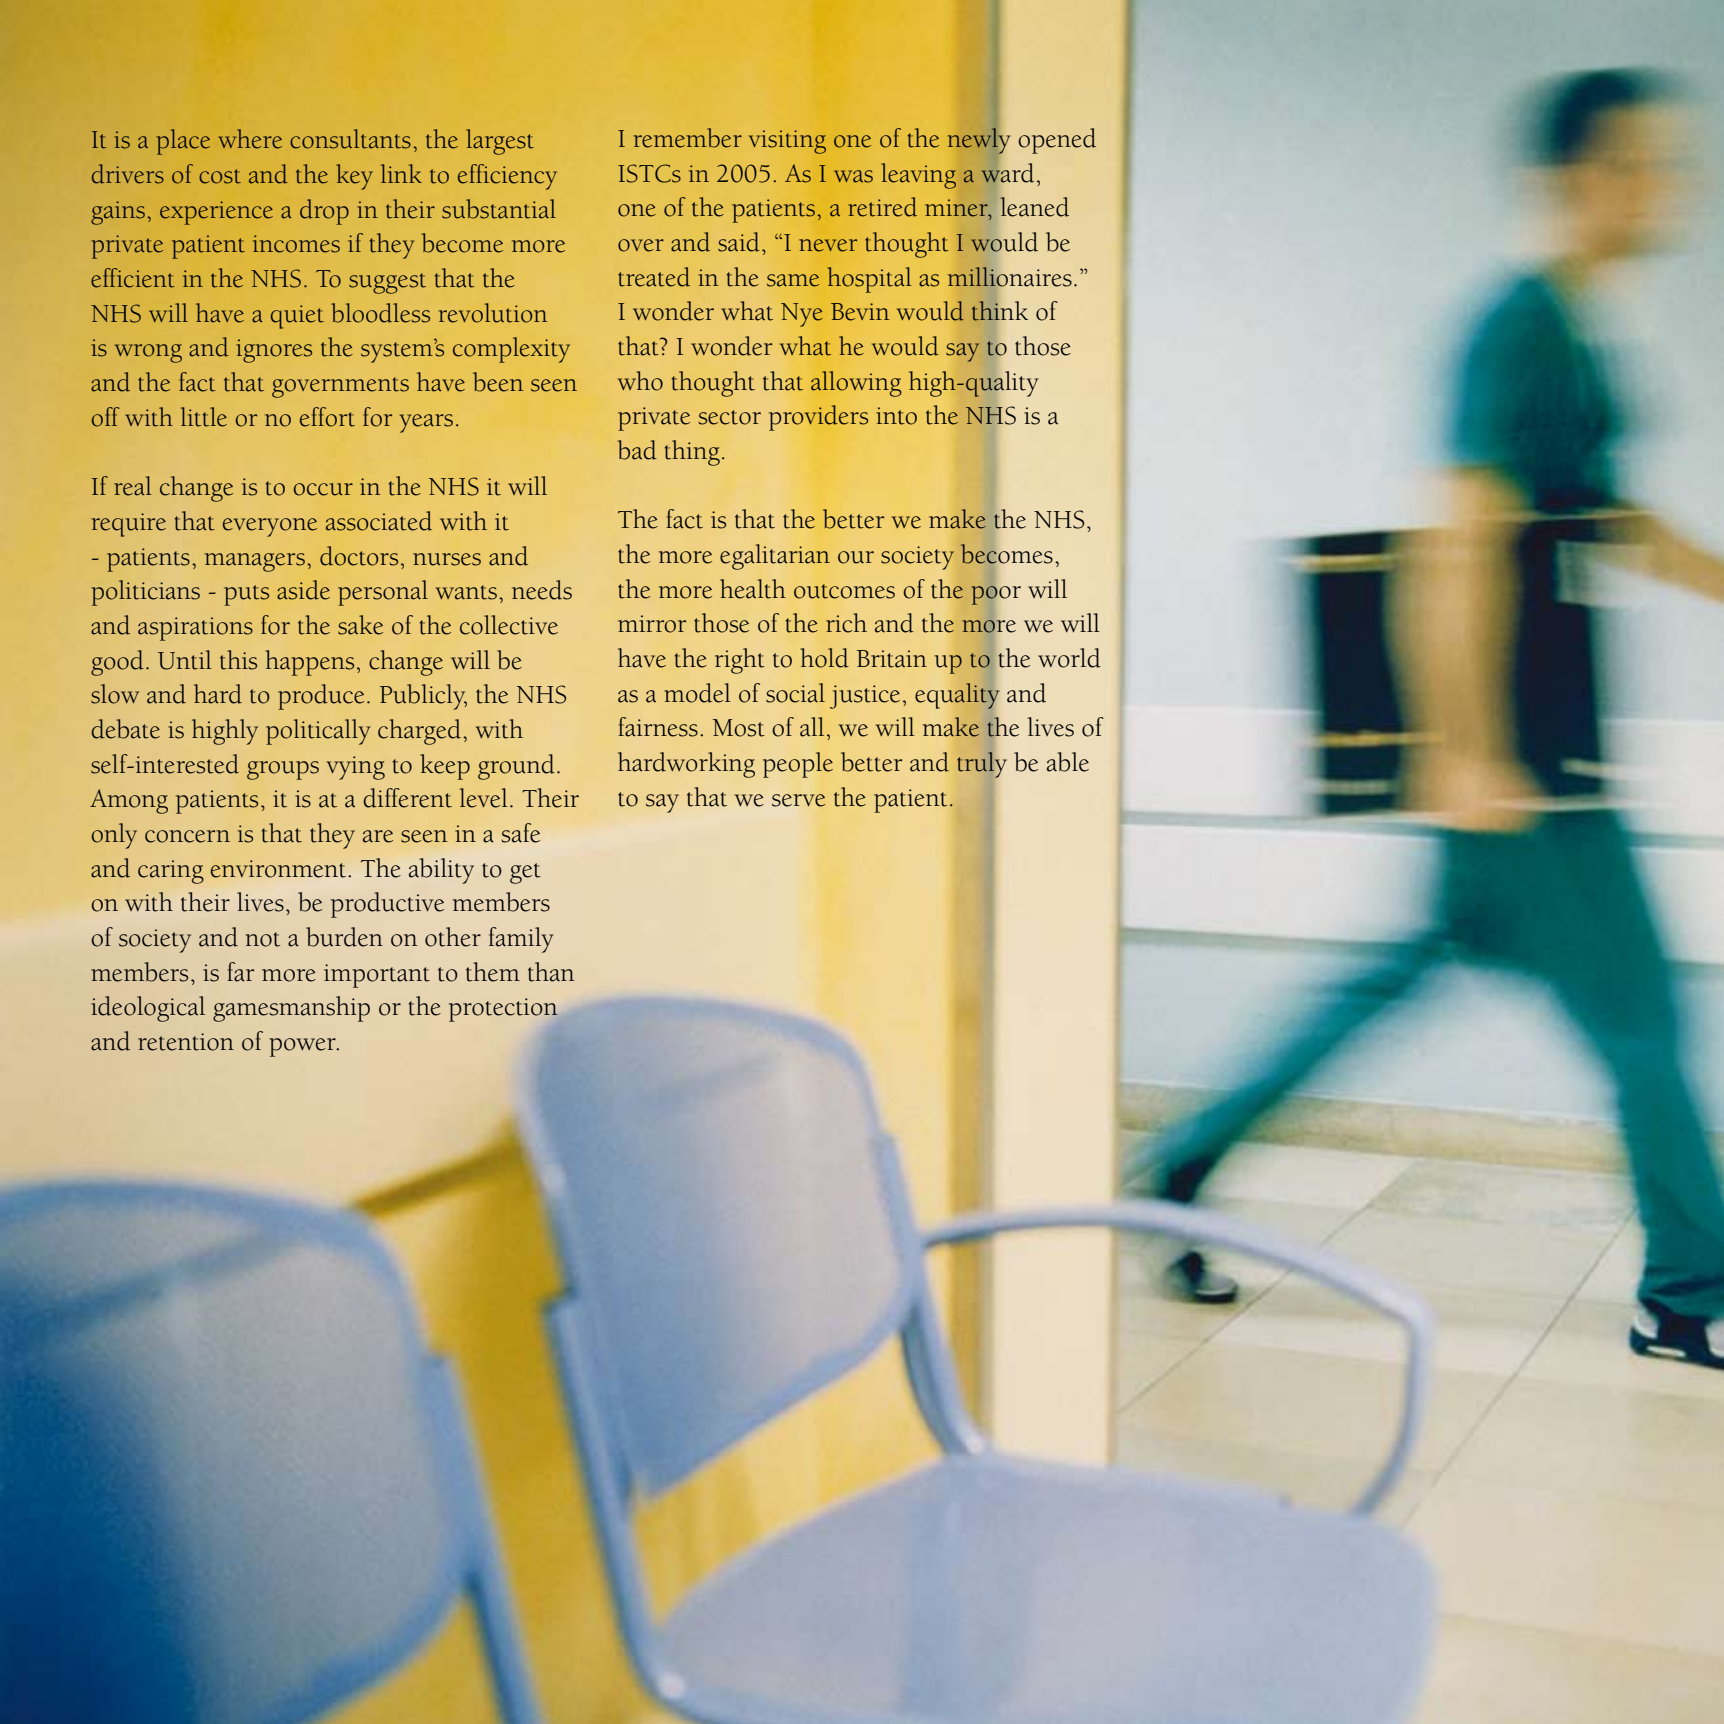 It is a place where consultants, the largest
drivers of cost and the key link to efficiency
gains, experience a drop in their substantial
private patient incomes if they become more
efficient in the NHS. To suggest that the
NHS will have a quiet bloodless revolution
is wrong and ignores the system’s complexity
and the fact that governments have been seen
off with little or no effort for years.
If real change is to occur in the NHS it will
require that everyone associated with it
- patients, managers, doctors, nurses and
politicians - puts aside personal wants, needs
and aspirations for the sake of the collective
good. Until this happens, change will be
slow and hard to produce. Publicly, the NHS
debate is highly politically charged, with
self-interested groups vying to keep ground.
Among patients, it is at a different level. Their
only concern is that they are seen in a safe
and caring environment. The ability to get
on with their lives, be productive members
of society and not a burden on other family
members, is far more important to them than
ideological gamesmanship or the protection
and retention of power.
I remember visiting one of the newly opened
ISTCs in 2005. As I was leaving a ward,
one of the patients, a retired miner, leaned
over and said, “I never thought I would be
treated in the same hospital as millionaires.”
I wonder what Nye Bevin would think of
that? I wonder what he would say to those
who thought that allowing high-quality
private sector providers into the NHS is a
bad thing.
The fact is that the better we make the NHS,
the more egalitarian our society becomes,
the more health outcomes of the poor will
mirror those of the rich and the more we will
have the right to hold Britain up to the world
as a model of social justice, equality and
fairness. Most of all, we will make the lives of
hardworking people better and truly be able
to say that we serve the patient.